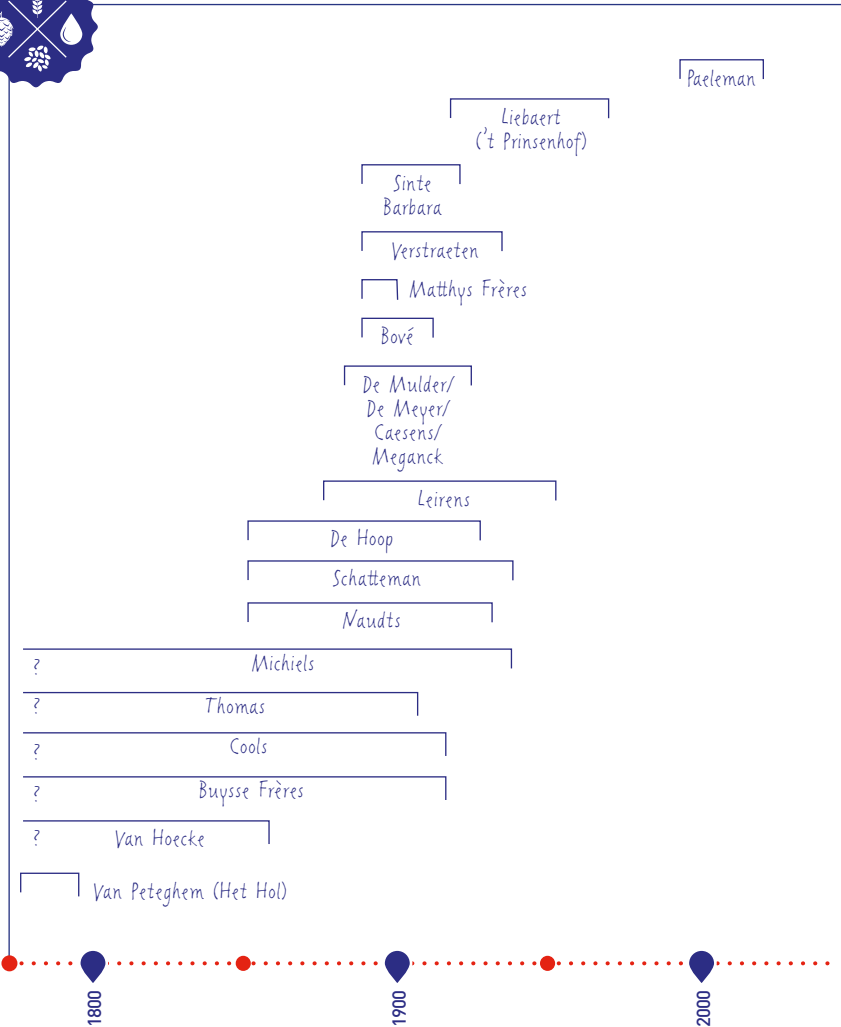 Paeleman
Liebaert
('t Prinsenhof)
Sinte
Barbara
Verstraeten
Matthys Frères
Bové
De Mulder/
De Meyer/
Caesens/
Meganck
Leirens
De Hoop
Schatteman
Naudts
? Michiels
? Thomas
? Cools
? Buysse Frères
? Van Hoecke
Van Peteghem (Het Hol)
1800 1900 2000